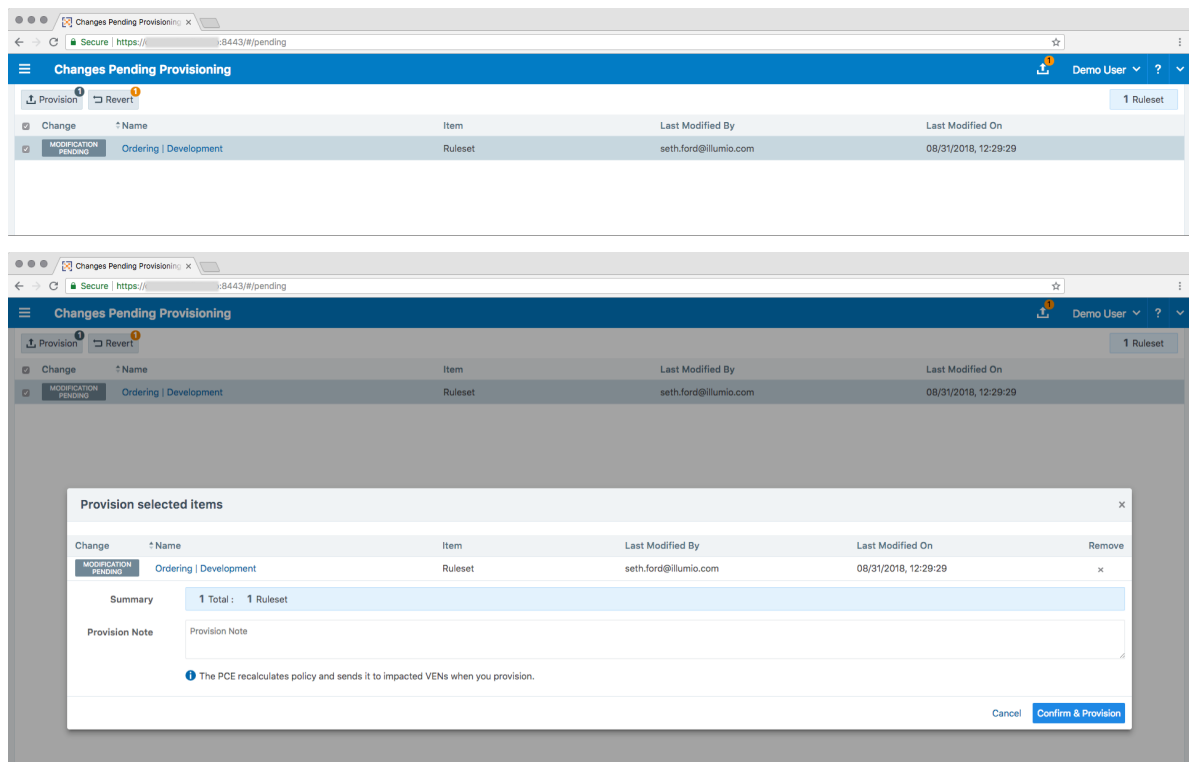 Changes Pending Provisioning ×
Secure | https:// :8443/#/pending
Changes Pending Provisioning 1 Demo User ?
Provision 1 Revert 1 1 Ruleset
Change Name Item Last Modified By Last Modified On
MODIFICATION PENDING Ordering | Development Ruleset seth.ford@illumio.com 08/31/2018, 12:29:29
Changes Pending Provisioning ×
Secure | https:// :8443/#/pending
Changes Pending Provisioning 1 Demo User ?
Provision 1 Revert 1 1 Ruleset
Change Name Item Last Modified By Last Modified On
MODIFICATION PENDING Ordering | Development Ruleset seth.ford@illumio.com 08/31/2018, 12:29:29
Provision selected items ×
Change Name Item Last Modified By Last Modified On Remove
MODIFICATION PENDING Ordering | Development Ruleset seth.ford@illumio.com 08/31/2018, 12:29:29 ×
Summary 1 Total : 1 Ruleset
Provision Note Provision Note
The PCE recalculates policy and sends it to impacted VENs when you provision.
Cancel Confirm & Provision